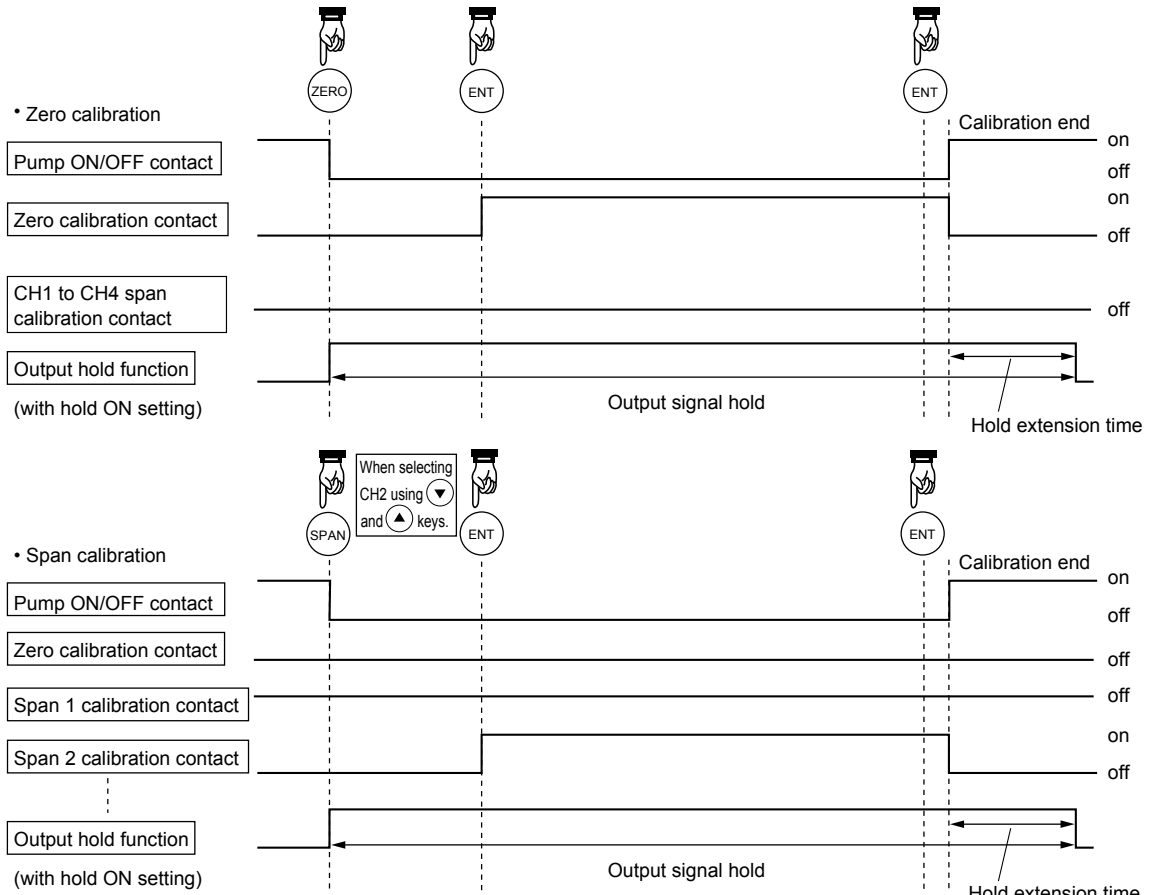 ZERO
ENT
ENT
• Zero calibration
Calibration end
Pump ON/OFF contact
on
off
Zero calibration contact
on
off
CH1 to CH4 span
calibration contact
off
Output hold function
(with hold ON setting)
Output signal hold
Hold extension time
SPAN
When selecting
CH2 using ▼
and ▲ keys.
ENT
ENT
• Span calibration
Calibration end
Pump ON/OFF contact
on
off
Zero calibration contact
off
Span 1 calibration contact
off
Span 2 calibration contact
on
off
Output hold function
(with hold ON setting)
Output signal hold
Hold extension time